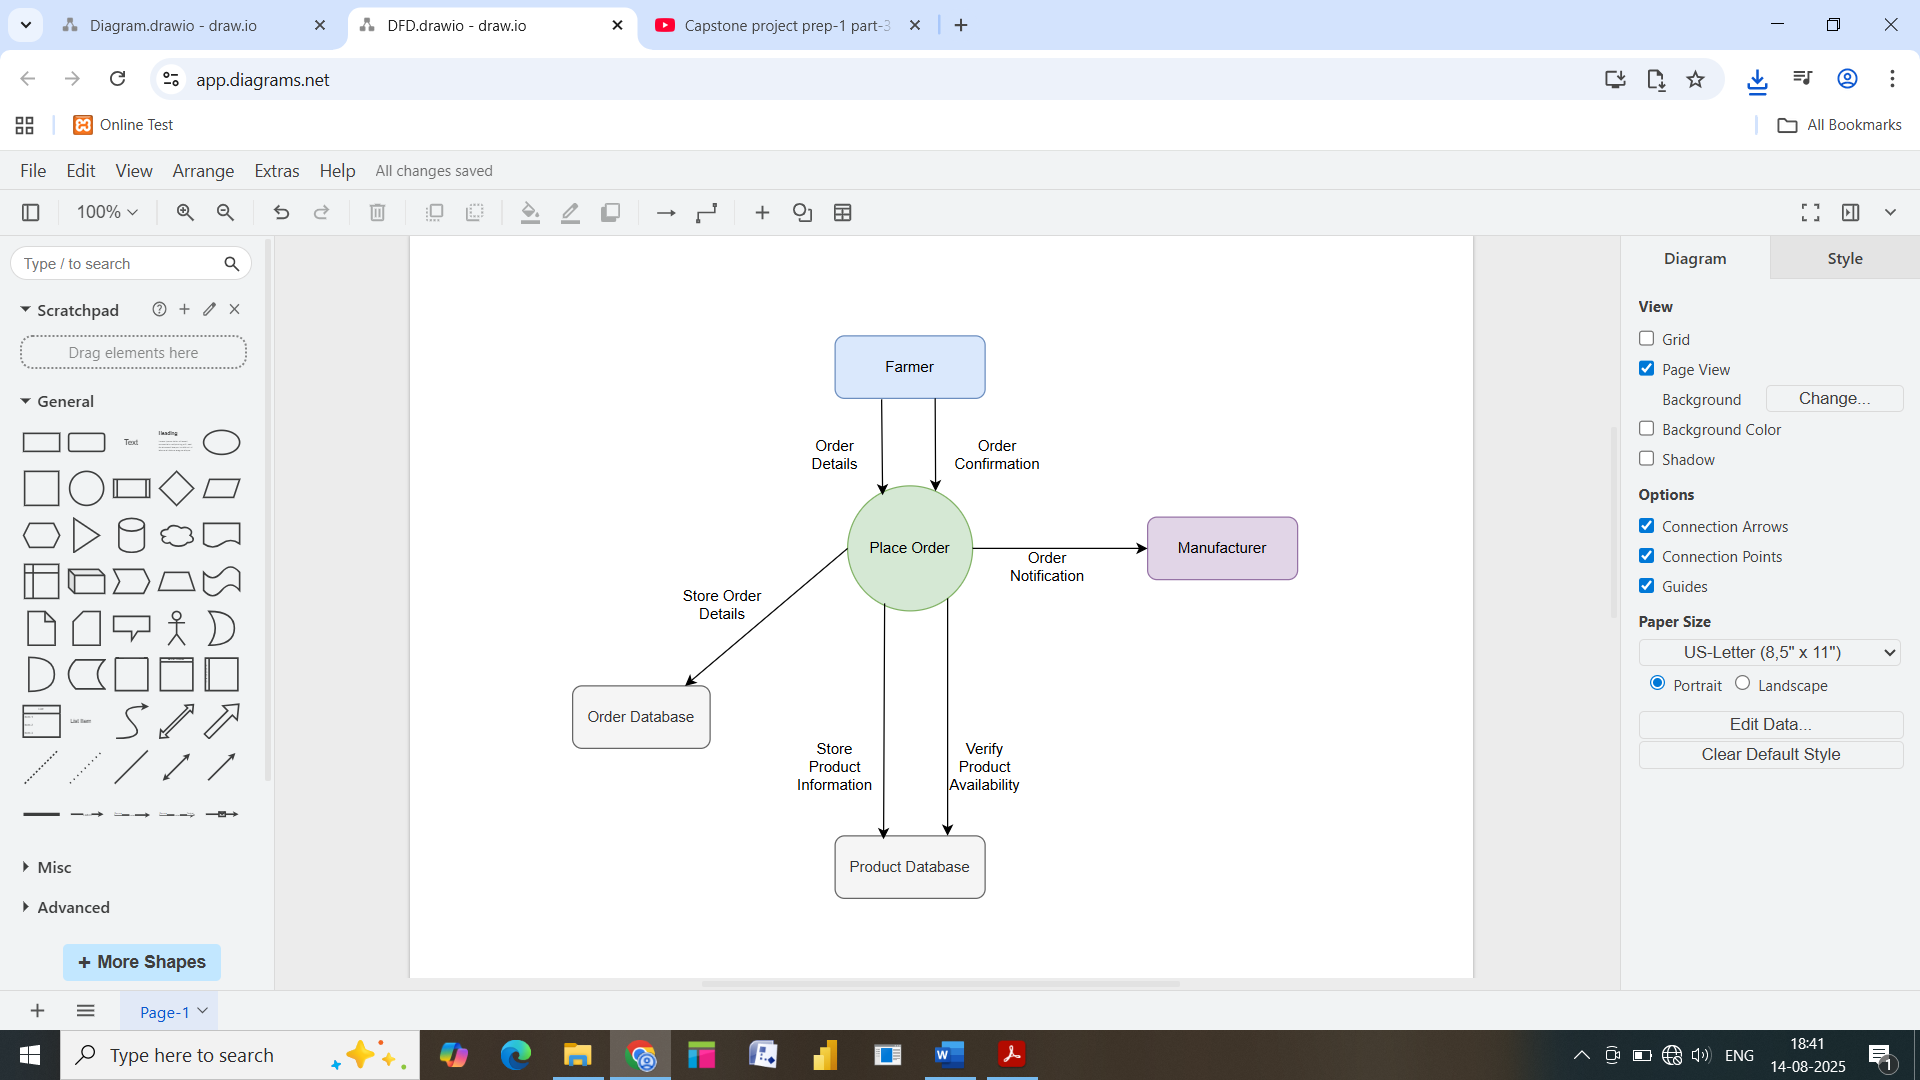 Diagram.drawio - draw.io
DFD.drawio - draw.io
Capstone project prep-1 part-3
app.diagrams.net
Online Test
All Bookmarks
File Edit View Arrange Extras Help All changes saved
100%
Type / to search
Scratchpad
Drag elements here
General
Text
Heading
List Item
Misc
Advanced
+ More Shapes
Farmer
Order
Details
Order
Confirmation
Place Order
Order
Notification
Manufacturer
Store Order
Details
Order Database
Store
Product
Information
Verify
Product
Availability
Product Database
Diagram
Style
View
Grid
Page View
Background
Change...
Background Color
Shadow
Options
Connection Arrows
Connection Points
Guides
Paper Size
US-Letter (8,5" x 11")
Portrait
Landscape
Edit Data...
Clear Default Style
Page-1
Type here to search
ENG
18:41
14-08-2025
1